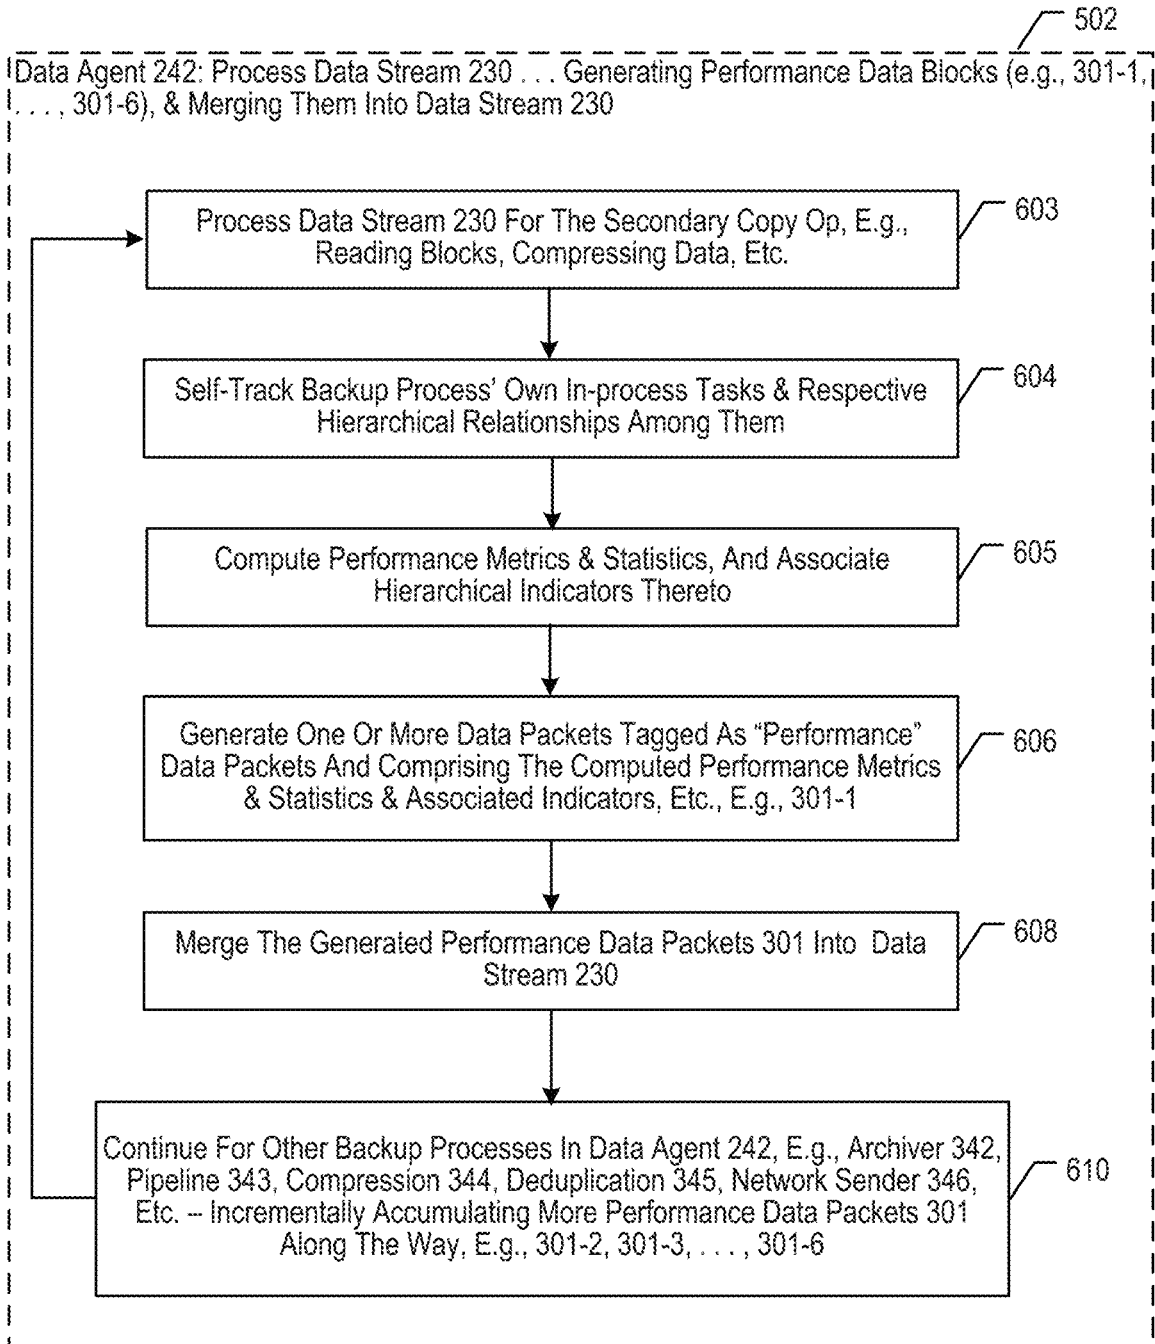 502
Data Agent 242: Process Data Stream 230 . . . Generating Performance Data Blocks (e.g., 301-1,
. . . , 301-6), & Merging Them Into Data Stream 230
603
Process Data Stream 230 For The Secondary Copy Op, E.g.,
Reading Blocks, Compressing Data, Etc.
604
Self-Track Backup Process’ Own In-process Tasks & Respective
Hierarchical Relationships Among Them
605
Compute Performance Metrics & Statistics, And Associate
Hierarchical Indicators Thereto
606
Generate One Or More Data Packets Tagged As “Performance”
Data Packets And Comprising The Computed Performance Metrics
& Statistics & Associated Indicators, Etc., E.g., 301-1
608
Merge The Generated Performance Data Packets 301 Into Data
Stream 230
610
Continue For Other Backup Processes In Data Agent 242, E.g., Archiver 342,
Pipeline 343, Compression 344, Deduplication 345, Network Sender 346,
Etc. – Incrementally Accumulating More Performance Data Packets 301
Along The Way, E.g., 301-2, 301-3, . . . , 301-6